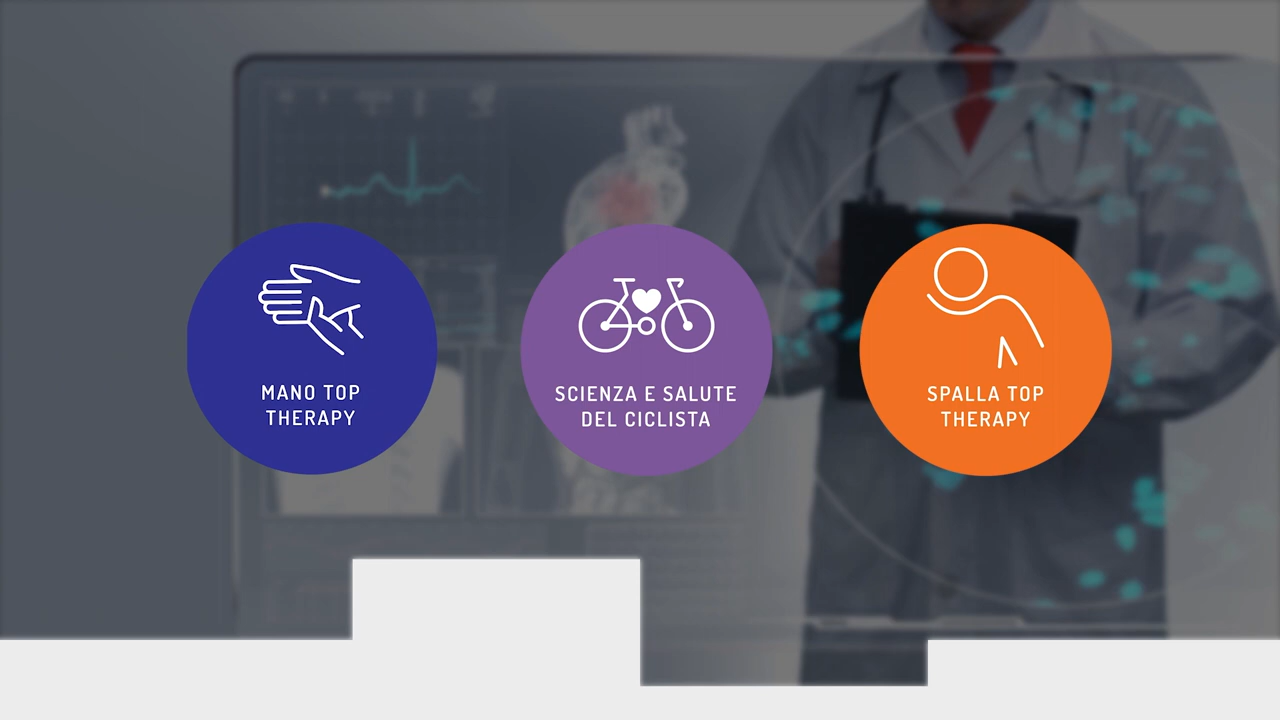 MANO TOP
THERAPY
SCIENZA E SALUTE
DEL CICLISTA
SPALLA TOP
THERAPY